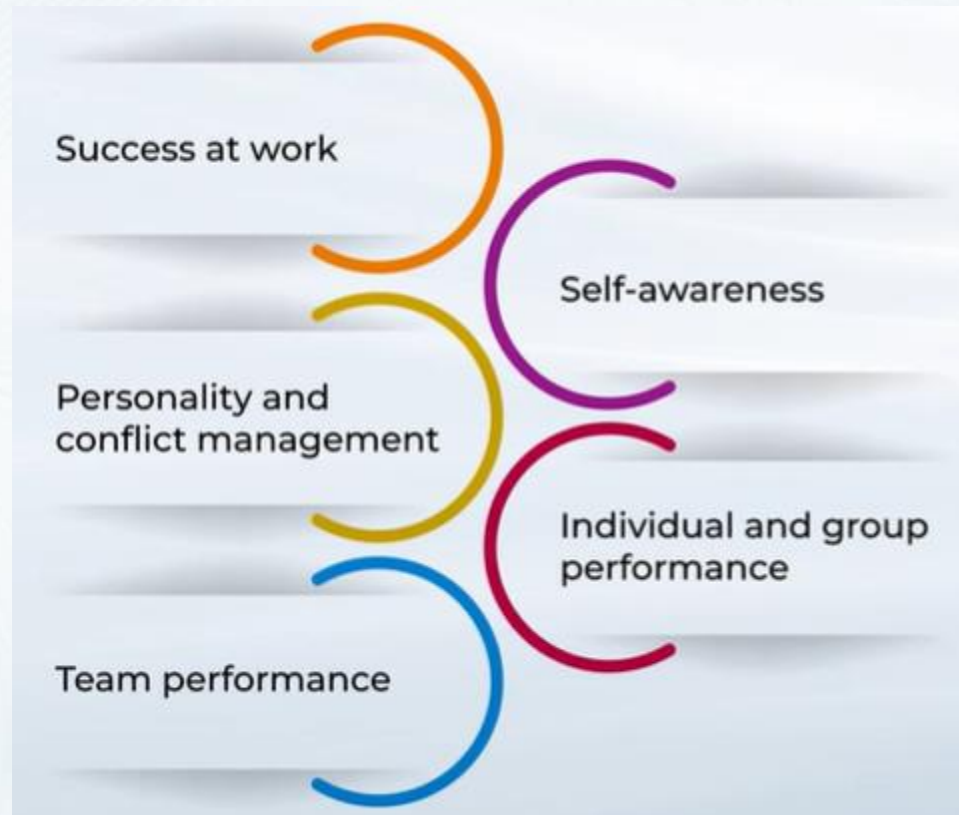 Success at work
Self-awareness
Personality and
conflict management
Individual and group
performance
Team performance